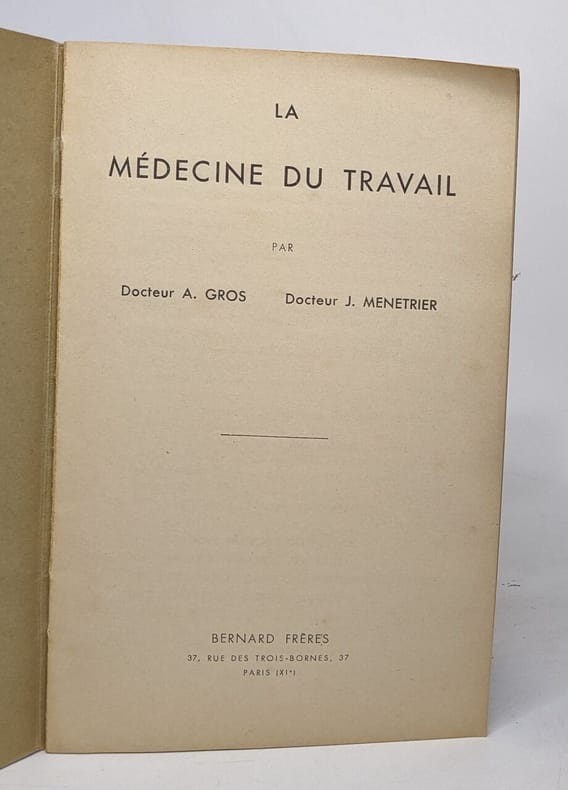 LA
MÉDECINE DU TRAVAIL
PAR
Docteur A. GROS Docteur J. MENETRIER
BERNARD FRÈRES
37, RUE DES TROIS-BORNES, 37
PARIS (XIe)